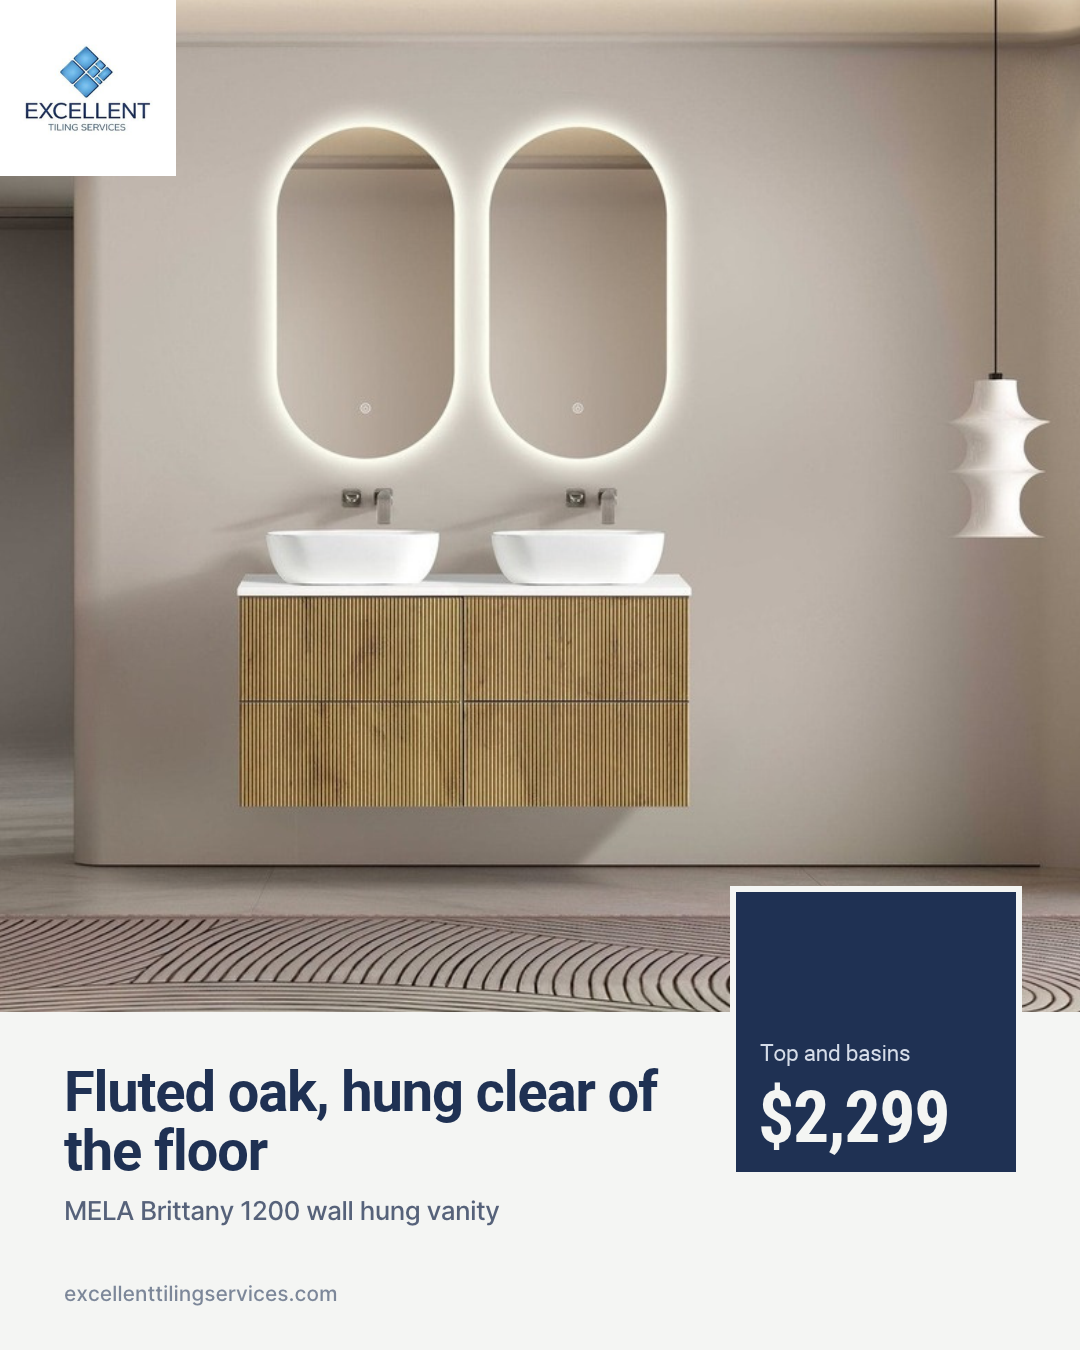 EXCELLENT
TILING SERVICES
Top and basins
$2,299
Fluted oak, hung clear of
the floor
MELA Brittany 1200 wall hung vanity
excellenttilingservices.com